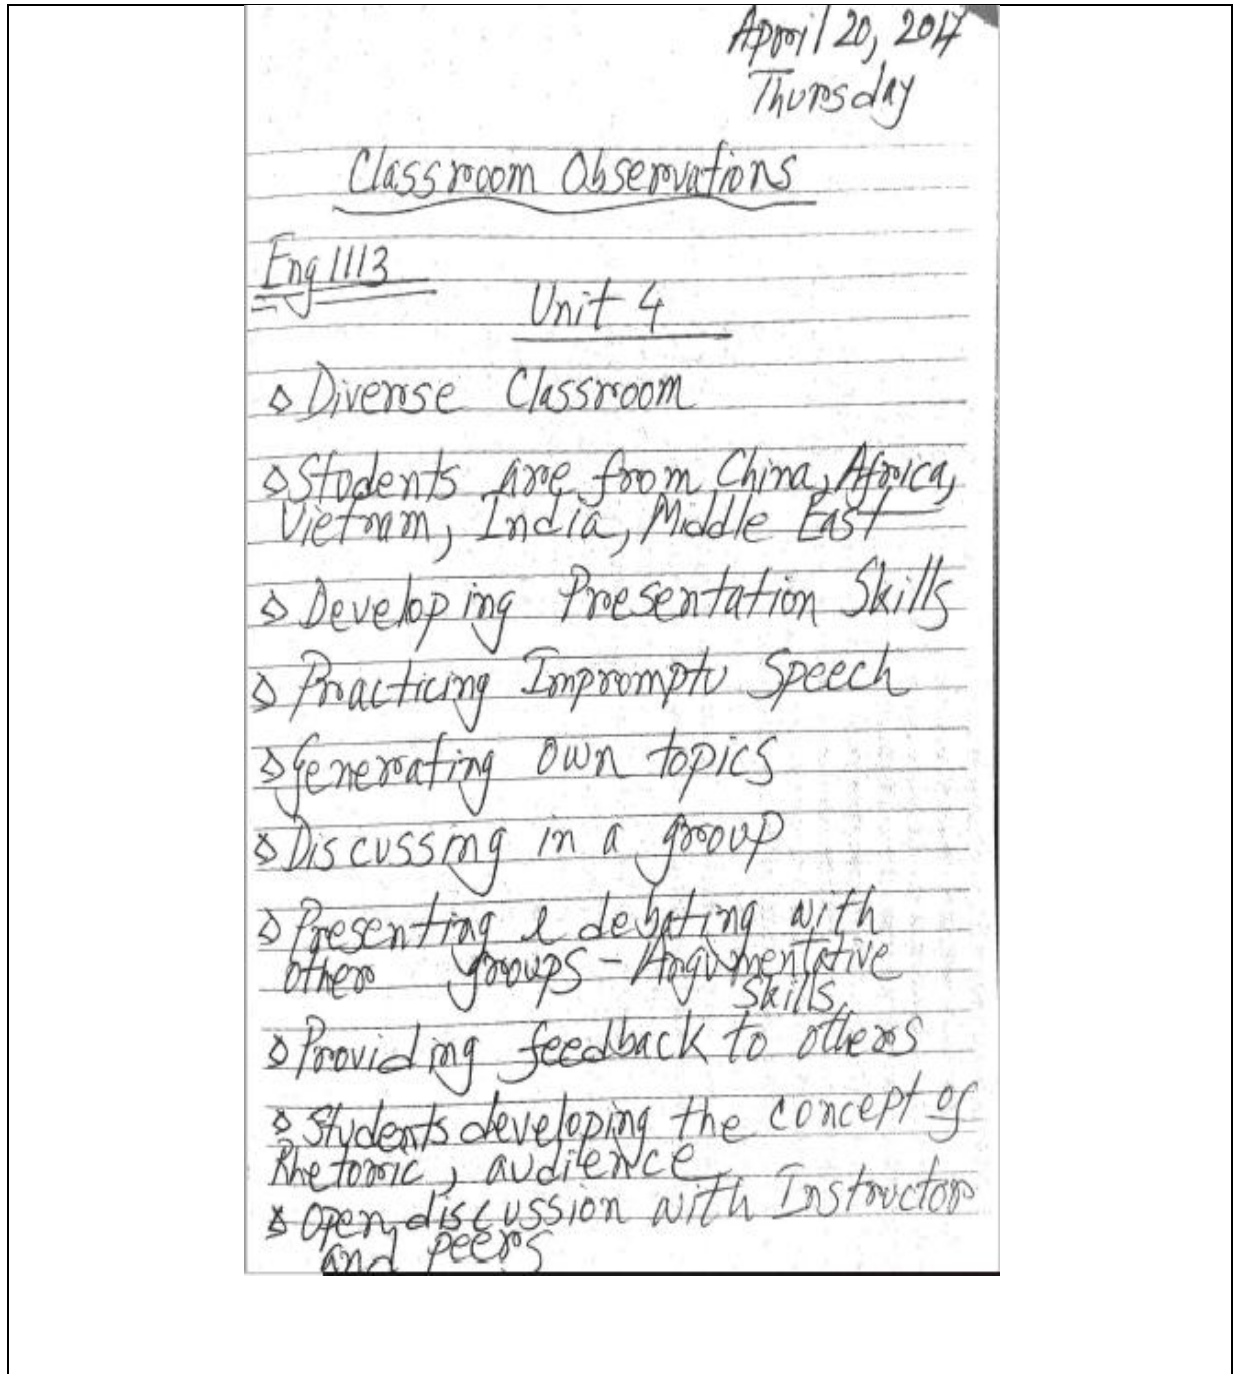 April 20, 2017
Thursday
Classroom Observations
Eng 1113
Unit 4
◊ Diverse Classroom
◊ Students are from China, Africa,
Vietnam, India, Middle East
◊ Developing Presentation Skills
◊ Practicing Impromptu Speech
◊ Generating own topics
◊ Discussing in a group
◊ Presenting & debating with
other groups – Argumentative
Skills
◊ Providing feedback to others
◊ Students developing the concept of
Rhetoric, audience
◊ Open discussion with Instructor
and peers